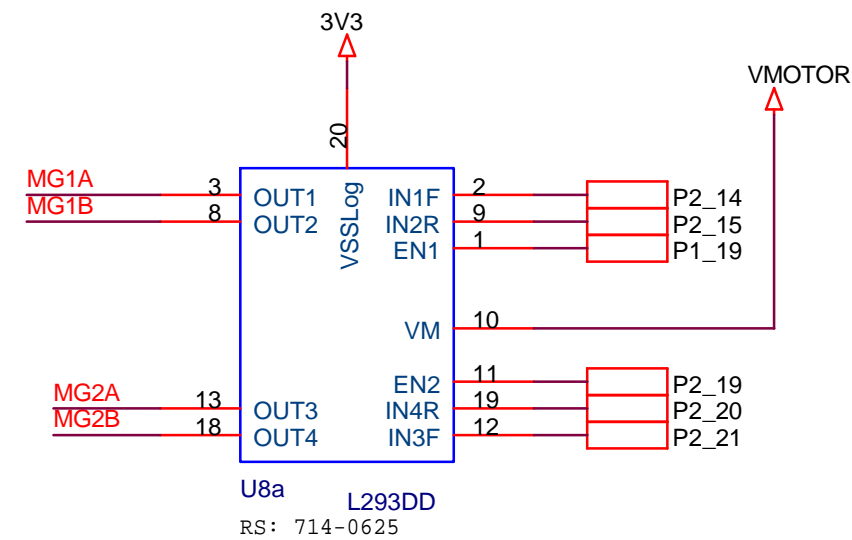 3V3
VMOTOR
20
MG1A 3 OUT1 VSSLog IN1F 2 P2_14
MG1B 8 OUT2 IN2R 9 P2_15
EN1 1 P1_19
VM 10
EN2 11 P2_19
MG2A 13 OUT3 IN4R 19 P2_20
MG2B 18 OUT4 IN3F 12 P2_21
U8a
L293DD
RS: 714-0625